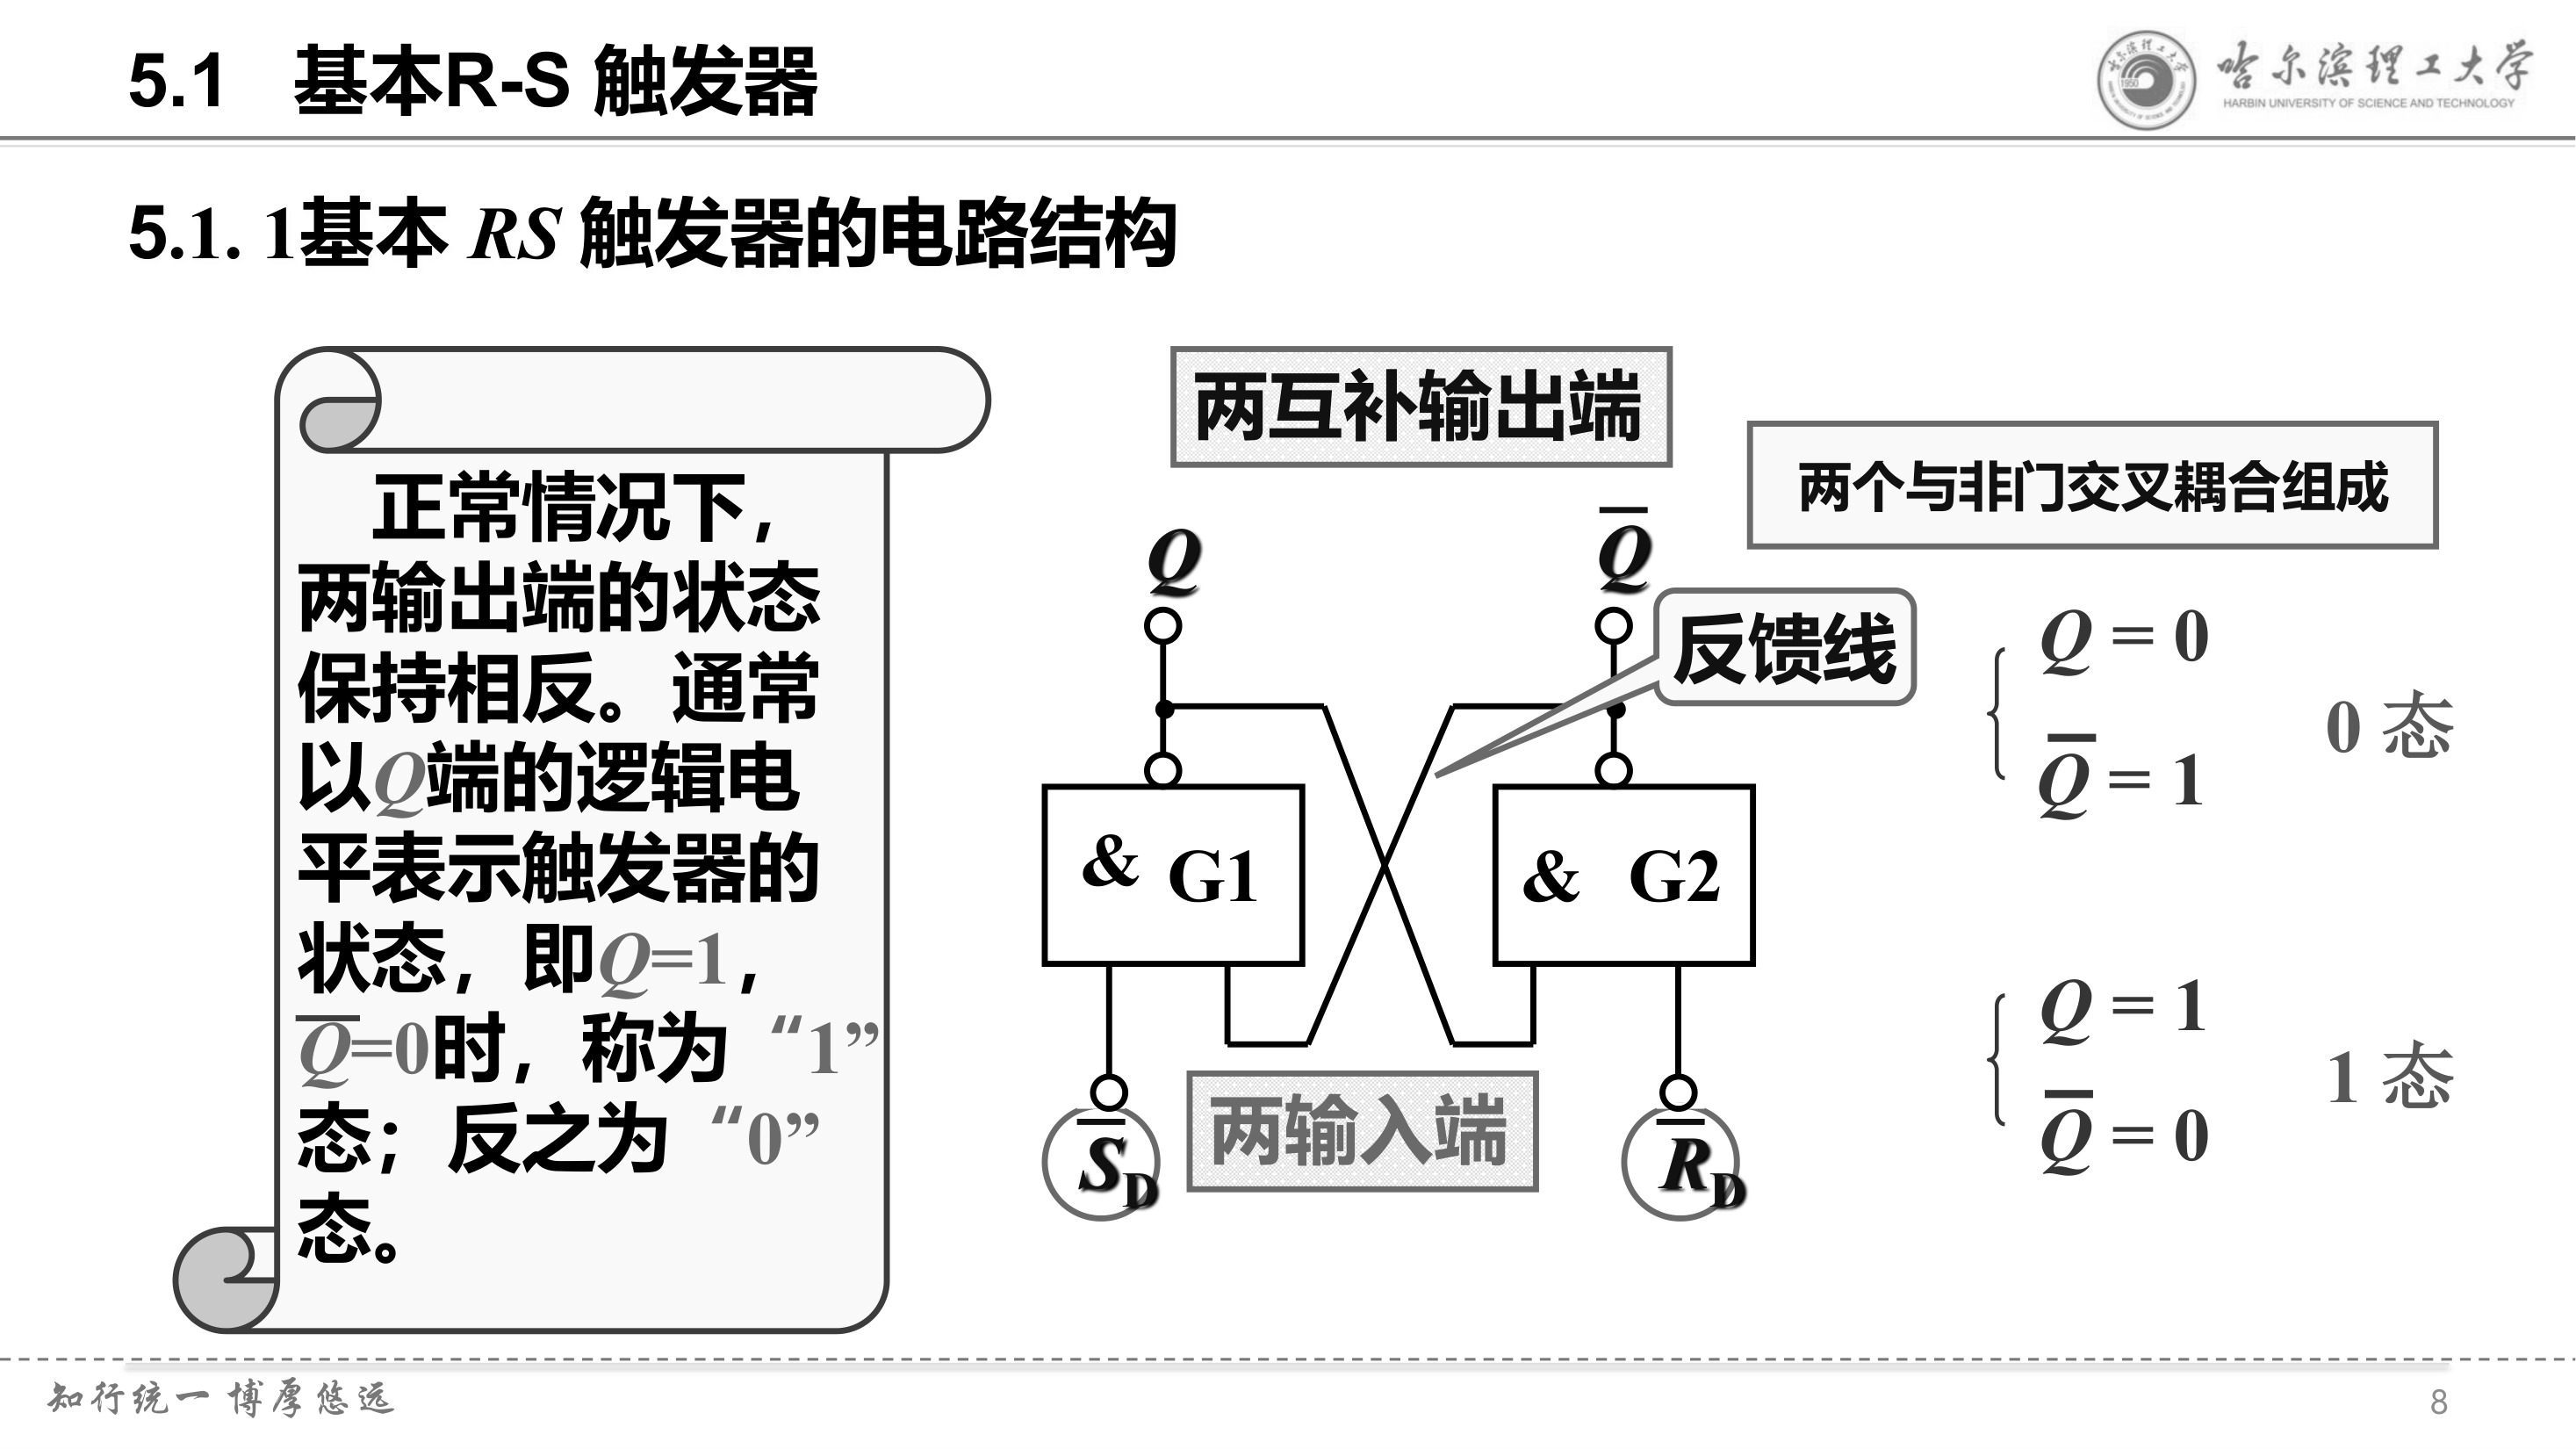 5.1 基本R-S 触发器
哈尔滨理工大学
HARBIN UNIVERSITY OF SCIENCE AND TECHNOLOGY
1950
5.1. 1基本 RS 触发器的电路结构
正常情况下，
两输出端的状态
保持相反。通常
以Q端的逻辑电
平表示触发器的
状态，即Q=1，
Q̅=0时，称为“1”
态；反之为“0”
态。
两互补输出端
两个与非门交叉耦合组成
Q
Q̅
反馈线
& G1
& G2
两输入端
S̅D
R̅D
Q = 0
Q̅ = 1
0 态
Q = 1
Q̅ = 0
1 态
知行统一 博厚悠远
8